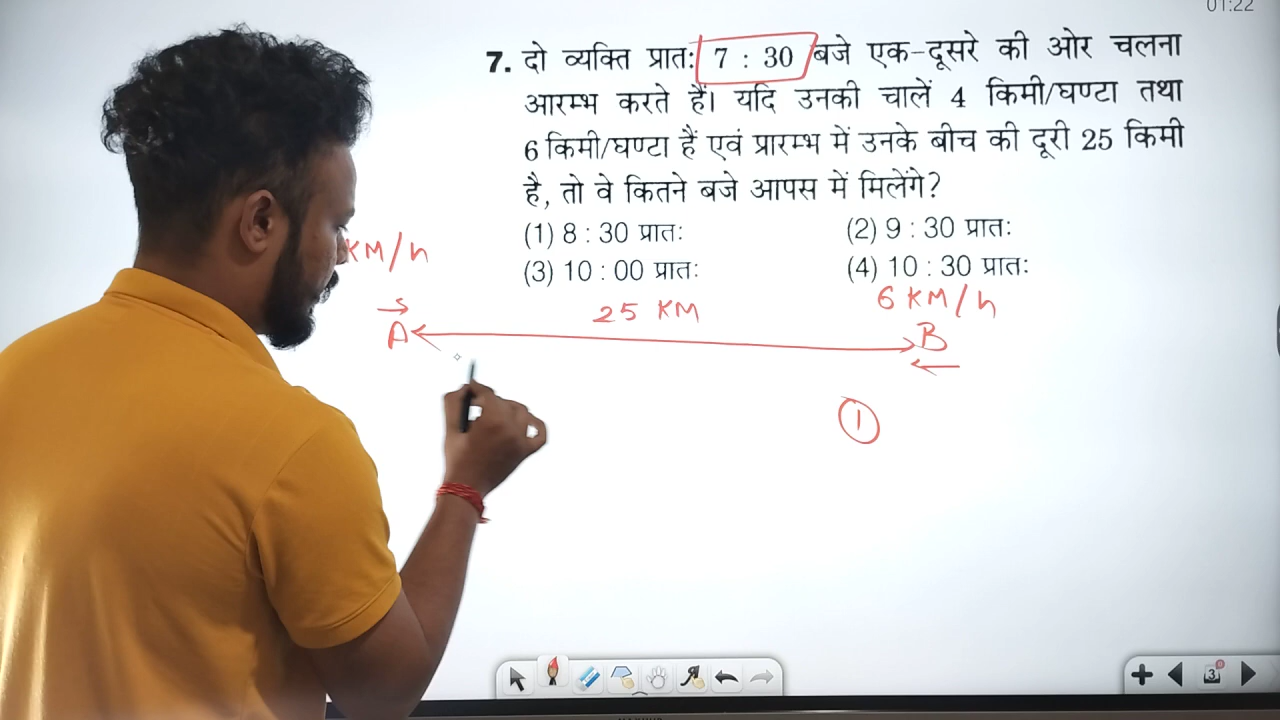 01:22
7. दो व्यक्ति प्रातः 7 : 30 बजे एक-दूसरे की ओर चलना
आरम्भ करते हैं। यदि उनकी चालें 4 किमी/घण्टा तथा
6 किमी/घण्टा हैं एवं प्रारम्भ में उनके बीच की दूरी 25 किमी
है, तो वे कितने बजे आपस में मिलेंगे?
(1) 8 : 30 प्रातः (2) 9 : 30 प्रातः
(3) 10 : 00 प्रातः (4) 10 : 30 प्रातः
KM/h 25 KM 6 KM/h
A B
1
3